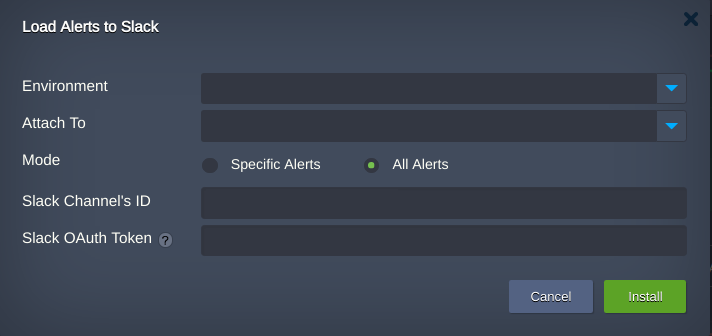 Load Alerts to Slack
Environment
Attach To
Mode
Specific Alerts
All Alerts
Slack Channel's ID
Slack OAuth Token ?
Cancel
Install